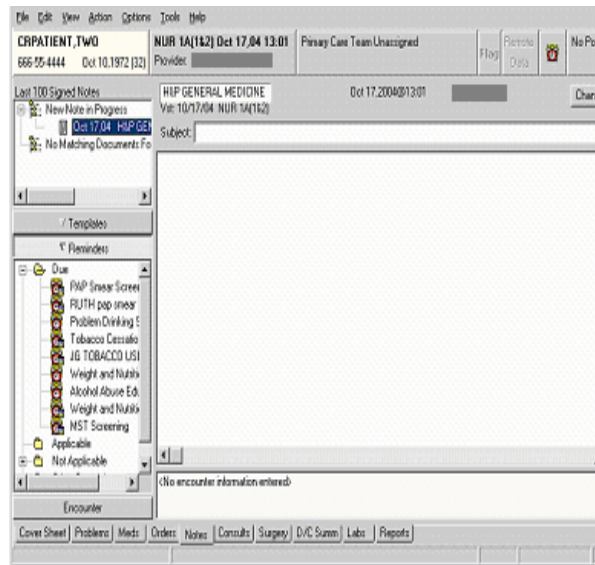 File Edit View Action Options Tools Help
CRPATIENT,TWO NUR 1A(1&2) Oct 17,04 13:01 Primary Care Team Unassigned Flag Remote Data No Po
666-55-4444 Oct 10,1972 (32) Provider:
Last 100 Signed Notes H&P GENERAL MEDICINE Oct 17,2004@13:01 Chan
New Note in Progress Vst: 10/17/04 NUR 1A(1&2)
Oct 17,04 H&P GEN
Subject:
No Matching Documents Fo
Templates
Reminders
Due
PAP Smear Screen
RUTH pap smear
Problem Drinking S
Tobacco Cessatio
JG TOBACCO USE
Weight and Nutriti
Alcohol Abuse Edu
Weight and Nutriti
MST Screening
Applicable
Not Applicable
<No encounter information entered>
Encounter
Cover Sheet Problems Meds Orders Notes Consults Surgery D/C Summ Labs Reports